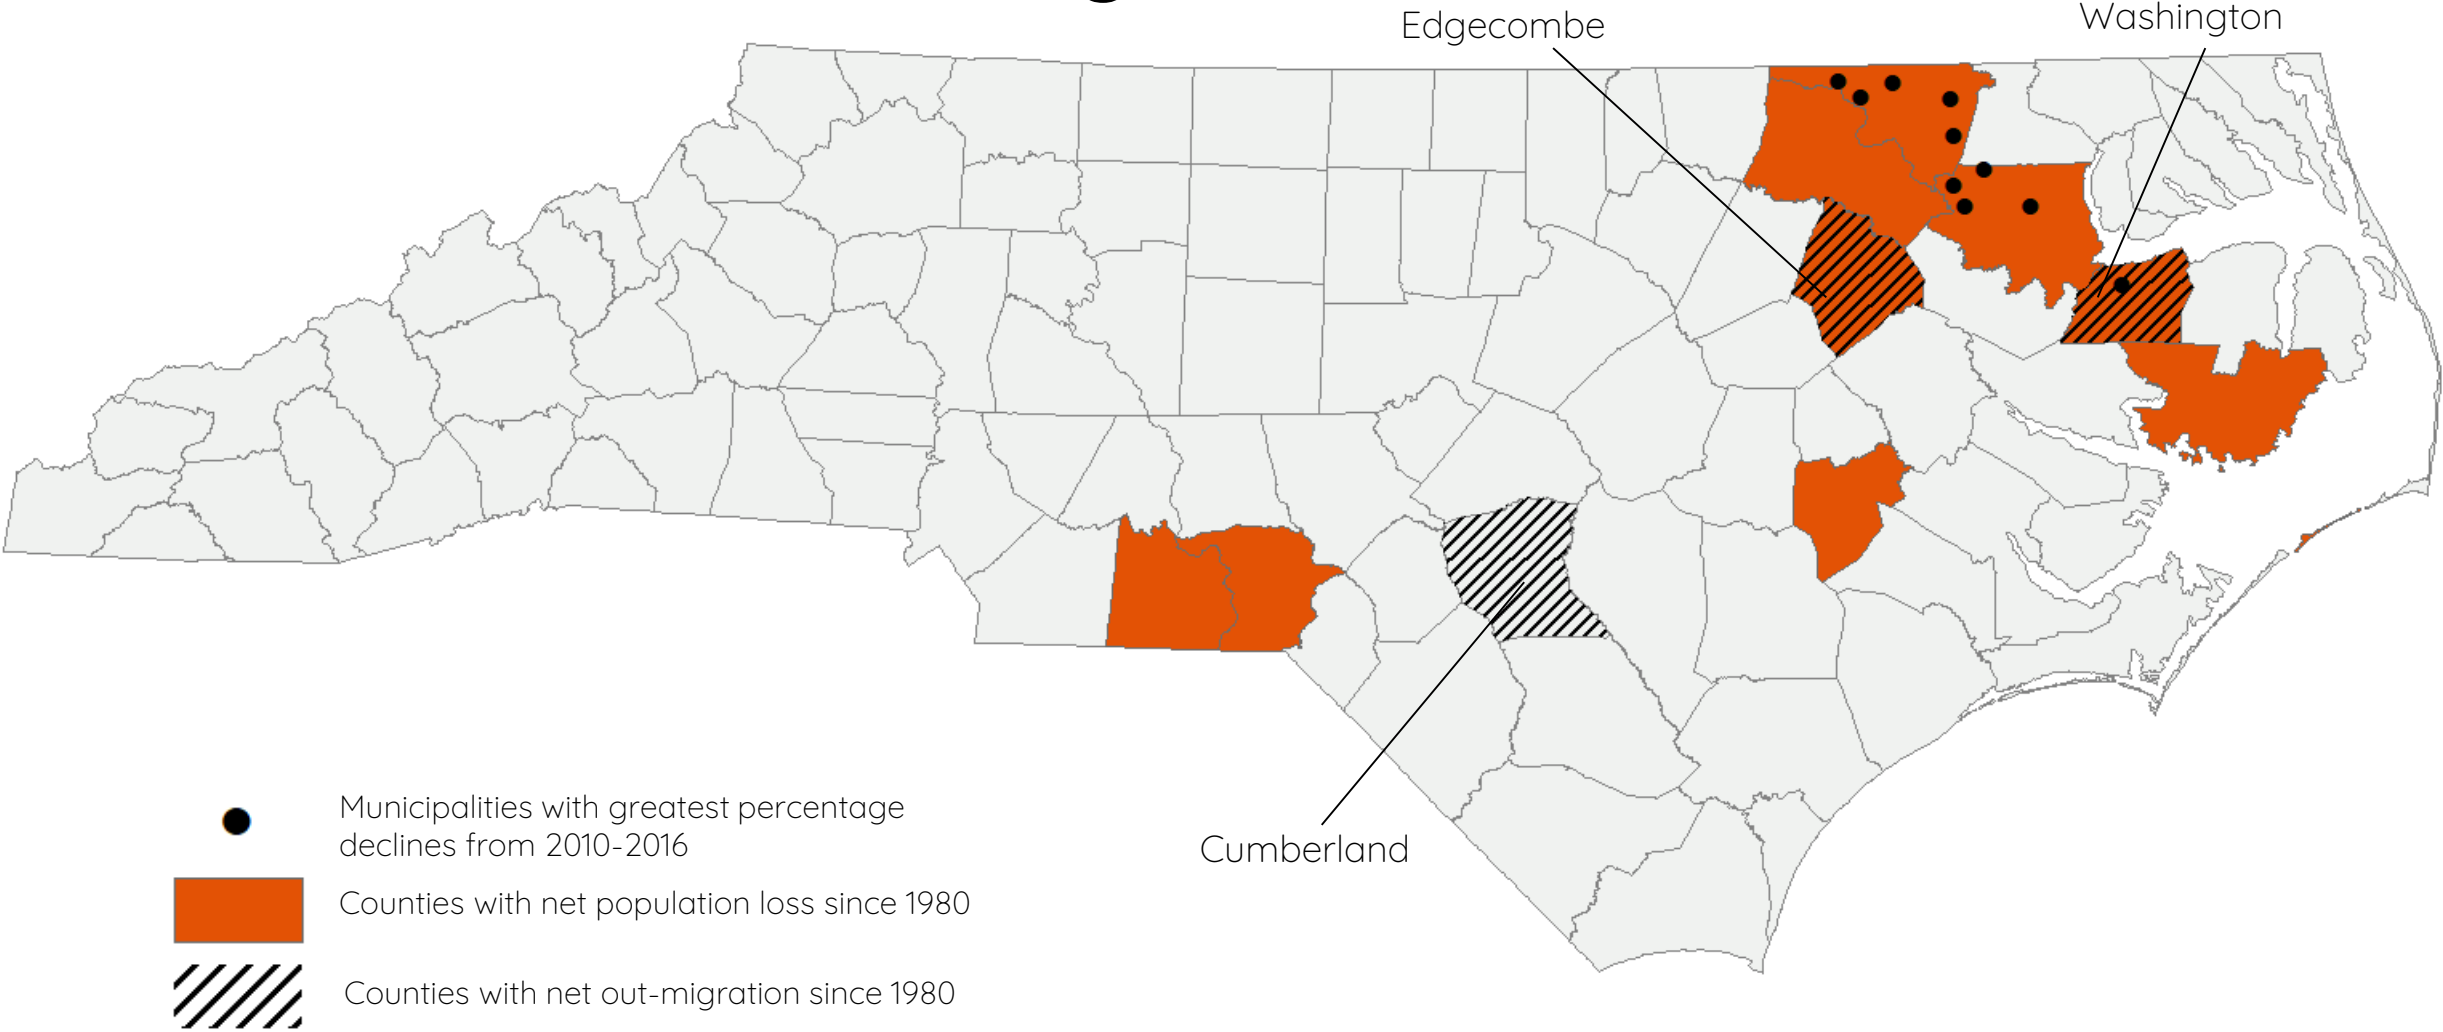 Washington
Edgecombe
Municipalities with greatest percentage
declines from 2010-2016
Cumberland
Counties with net population loss since 1980
Counties with net out-migration since 1980